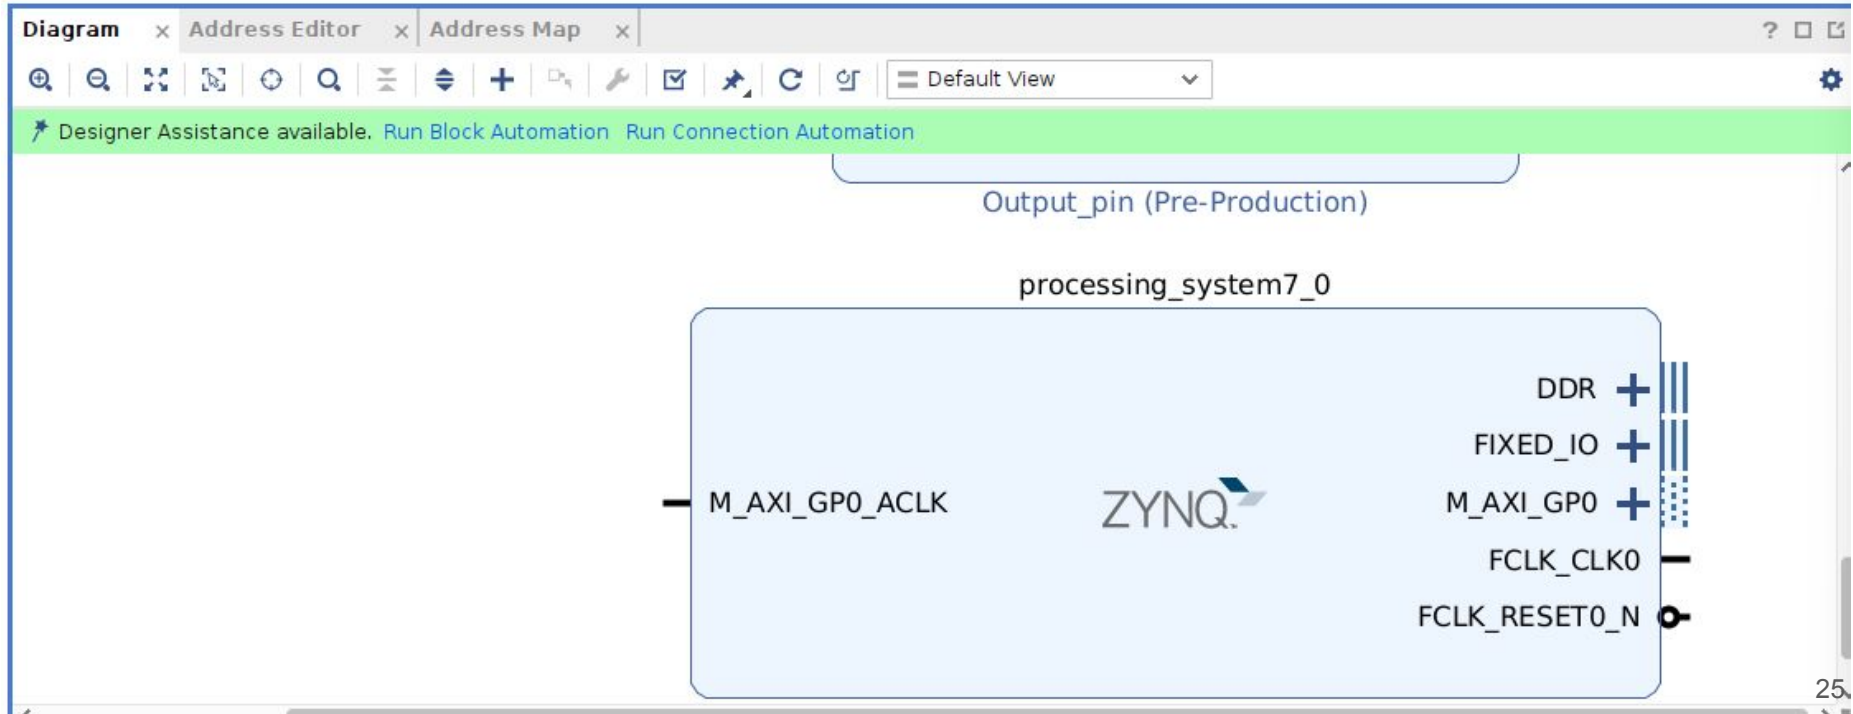 Diagram Address Editor Address Map
Default View
Designer Assistance available. Run Block Automation Run Connection Automation
Output_pin (Pre-Production)
processing_system7_0
DDR
FIXED_IO
M_AXI_GP0_ACLK ZYNQ. M_AXI_GP0
FCLK_CLK0
FCLK_RESET0_N
25